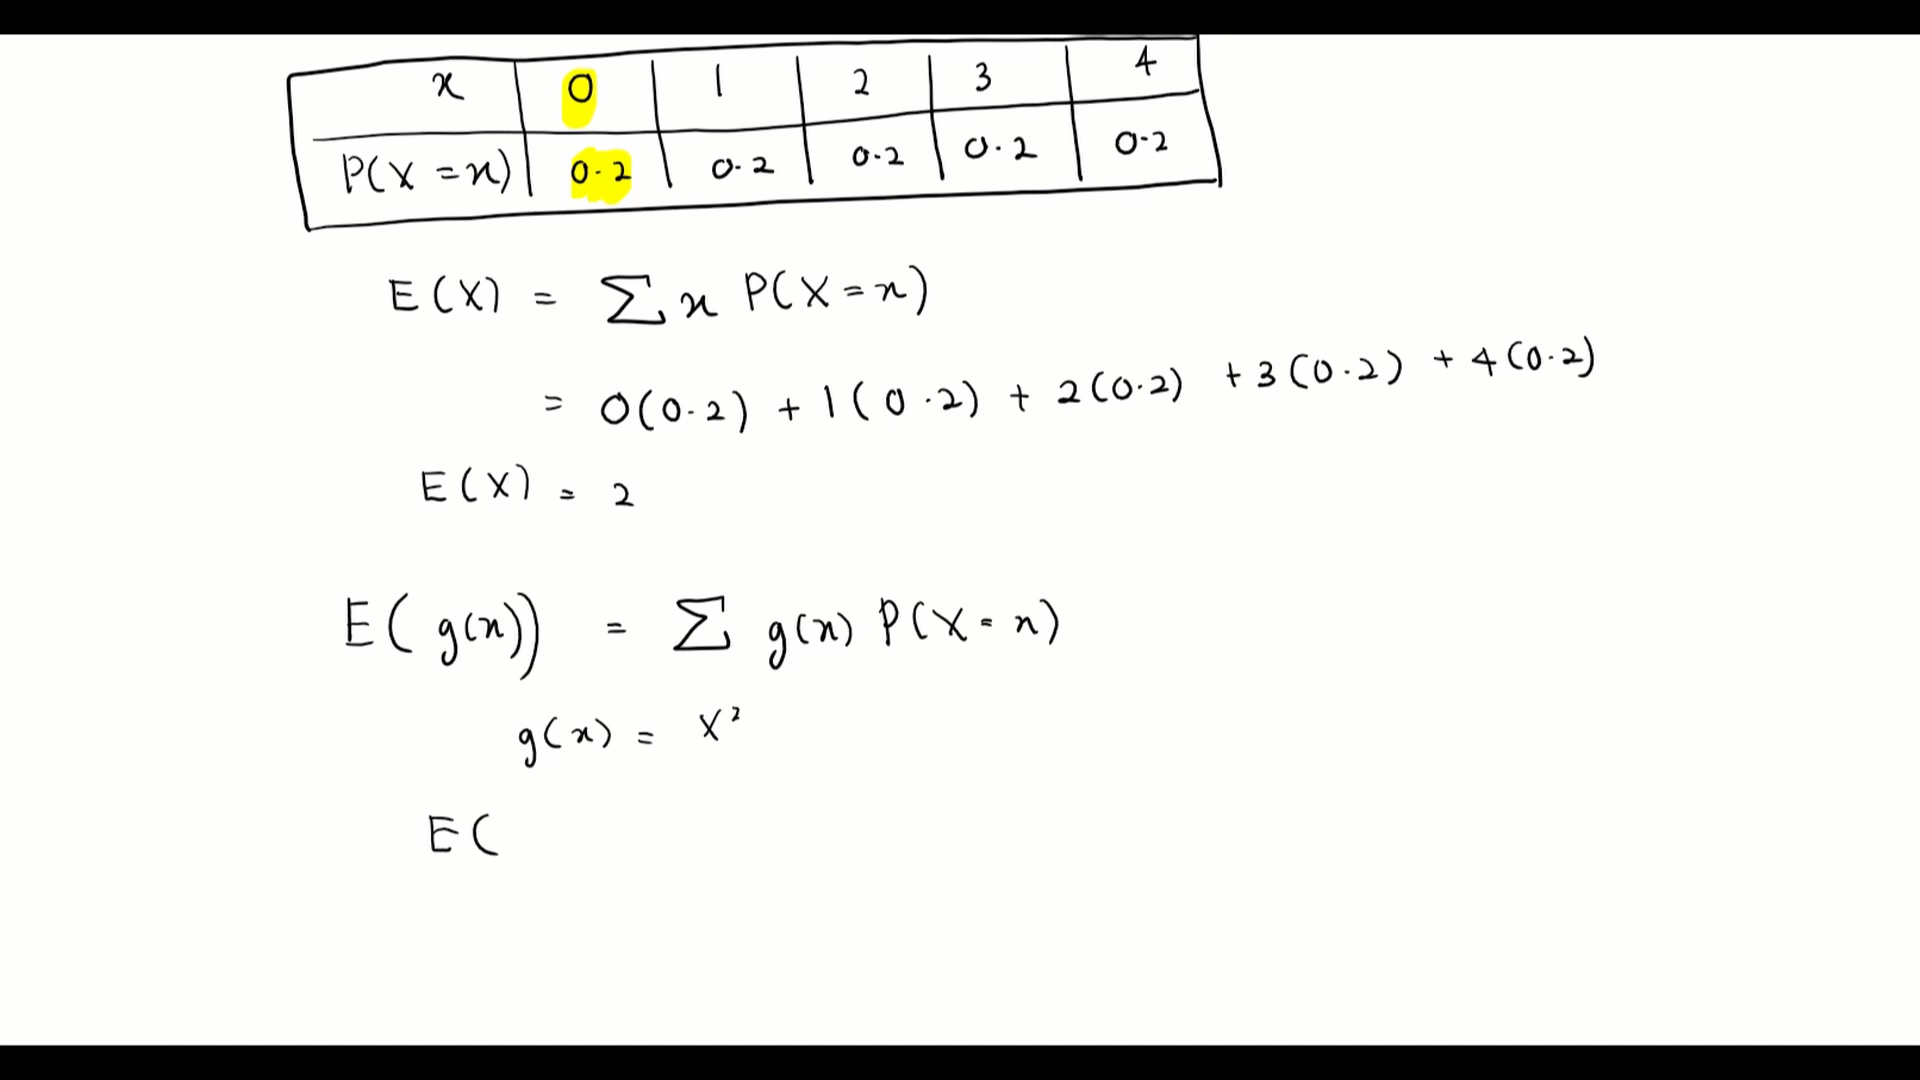 x 0 1 2 3 4
P(X = x) 0.2 0.2 0.2 0.2 0.2
E(X) = ∑ x P(X = x)
= 0(0.2) + 1(0.2) + 2(0.2) + 3(0.2) + 4(0.2)
E(X) = 2
E(g(x)) = ∑ g(x) P(X = x)
g(x) = X²
E(